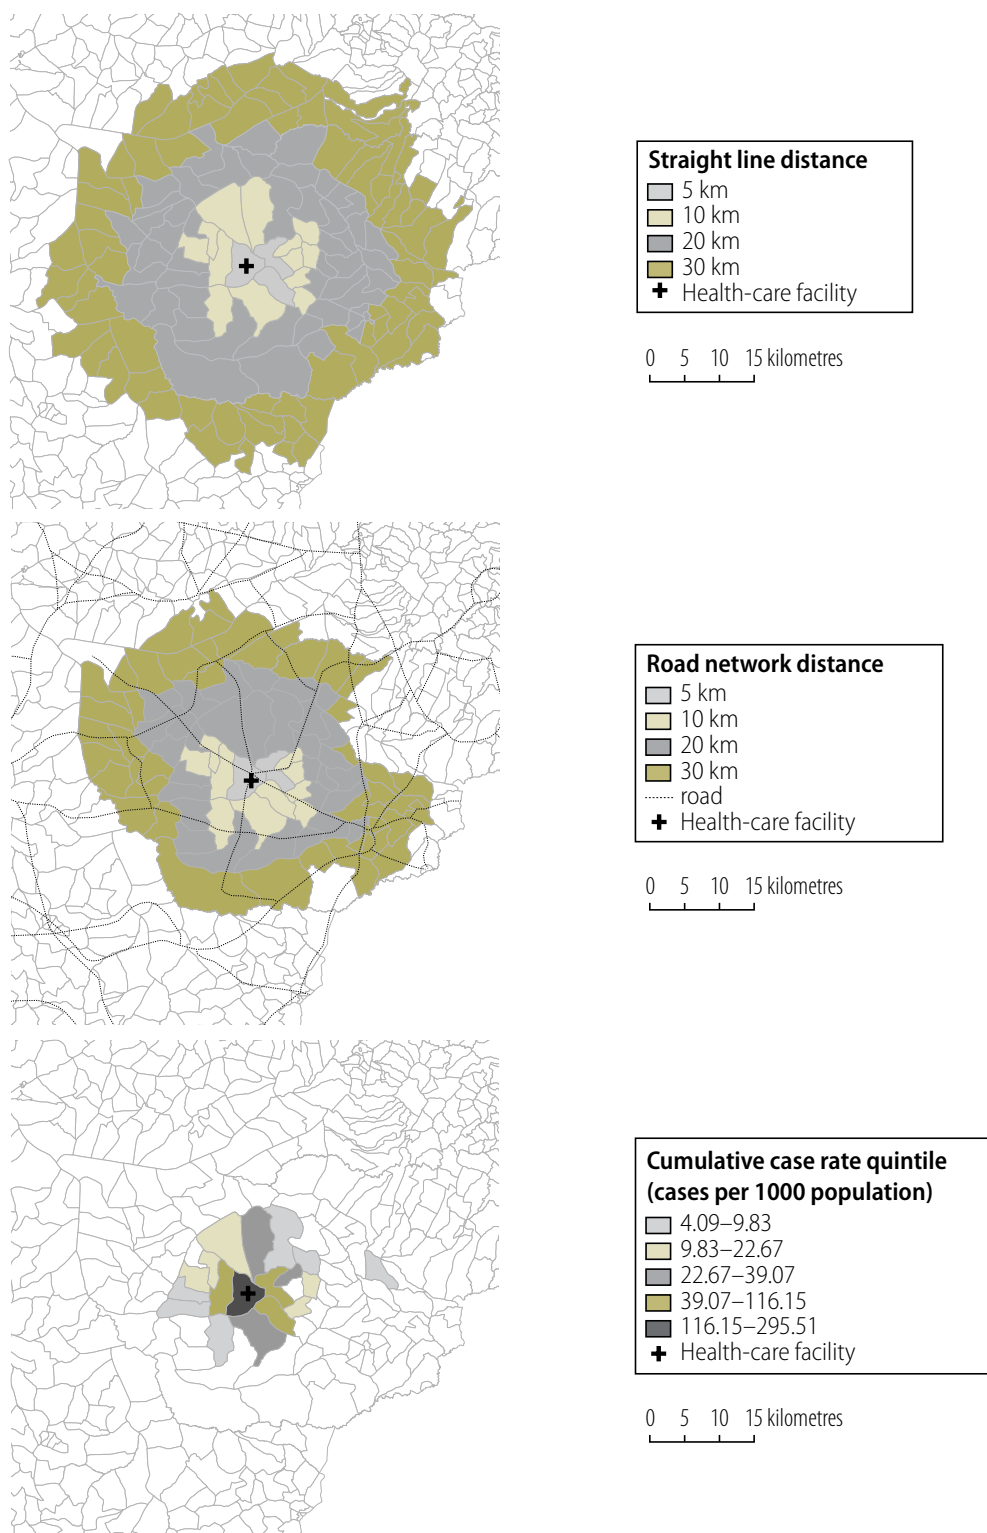 Straight line distance
5 km
10 km
20 km
30 km
Health-care facility
0 5 10 15 kilometres
Road network distance
5 km
10 km
20 km
30 km
road
Health-care facility
0 5 10 15 kilometres
Cumulative case rate quintile
(cases per 1000 population)
4.09–9.83
9.83–22.67
22.67–39.07
39.07–116.15
116.15–295.51
Health-care facility
0 5 10 15 kilometres